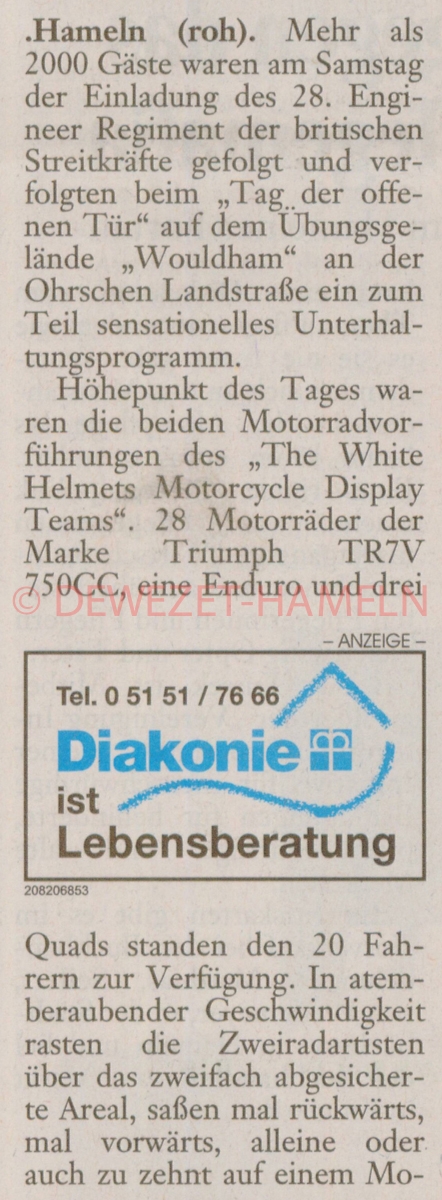 .Hameln (roh). Mehr als
2000 Gäste waren am Samstag
der Einladung des 28. Engi-
neer Regiment der britischen
Streitkräfte gefolgt und ver-
folgten beim „Tag der offe-
nen Tür“ auf dem Übungsge-
lände „Wouldham“ an der
Ohrschen Landstraße ein zum
Teil sensationelles Unterhal-
tungsprogramm.
Höhepunkt des Tages wa-
ren die beiden Motorradvor-
führungen des „The White
Helmets Motorcycle Display
Teams“. 28 Motorräder der
Marke Triumph TR7V
750GC, eine Enduro und drei
© DEWEZET-HAMELN
– ANZEIGE –
Tel. 0 51 51 / 76 66
Diakonie
ist
Lebensberatung
208206853
Quads standen den 20 Fah-
rern zur Verfügung. In atem-
beraubender Geschwindigkeit
rasten die Zweiradartisten
über das zweifach abgesicher-
te Areal, saßen mal rückwärts,
mal vorwärts, alleine oder
auch zu zehnt auf einem Mo-